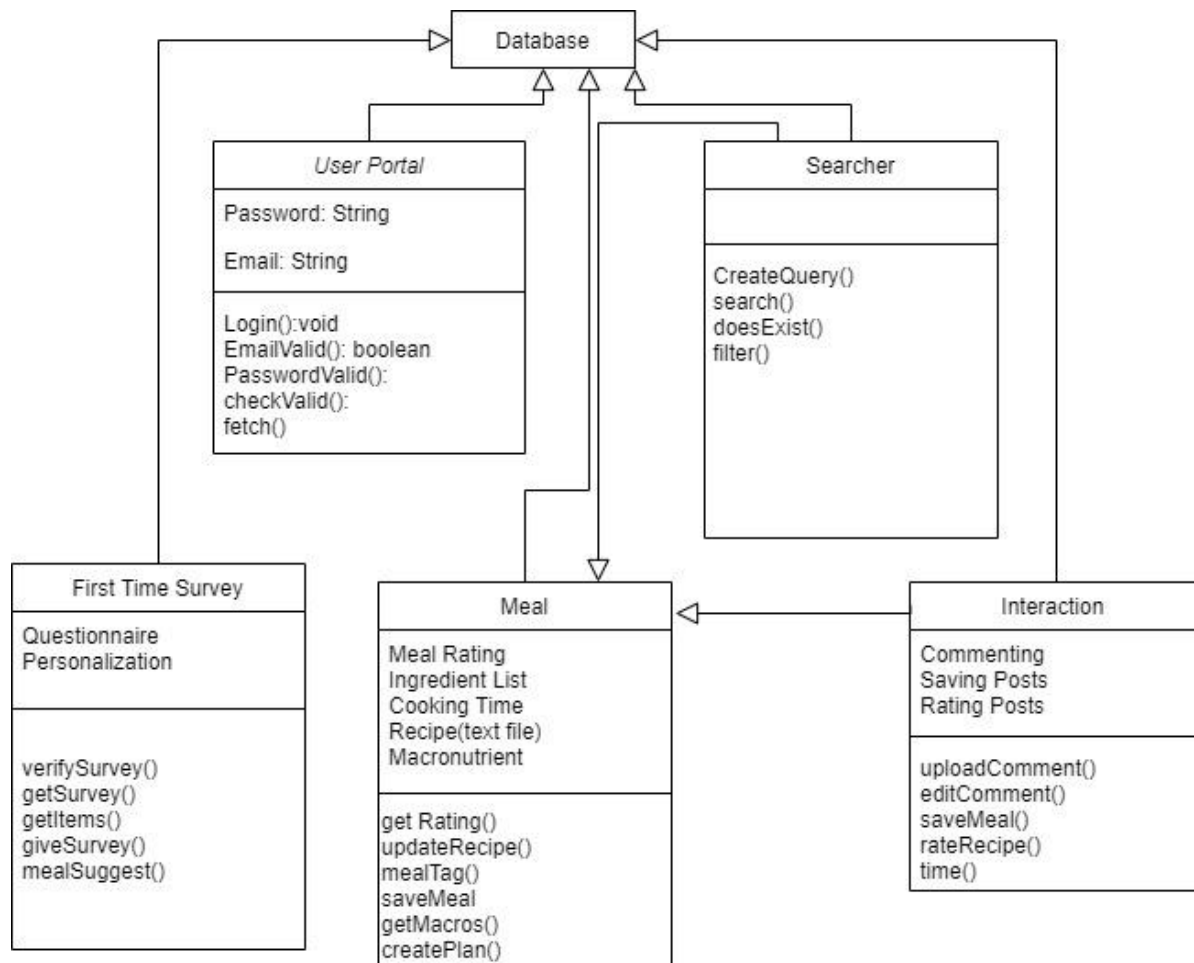 Database
User Portal
Password: String
Email: String
Login():void
EmailValid(): boolean
PasswordValid():
checkValid():
fetch()
Searcher
CreateQuery()
search()
doesExist()
filter()
First Time Survey
Questionnaire
Personalization
verifySurvey()
getSurvey()
getItems()
giveSurvey()
mealSuggest()
Meal
Meal Rating
Ingredient List
Cooking Time
Recipe(text file)
Macronutrient
get Rating()
updateRecipe()
mealTag()
saveMeal
getMacros()
createPlan()
Interaction
Commenting
Saving Posts
Rating Posts
uploadComment()
editComment()
saveMeal()
rateRecipe()
time()